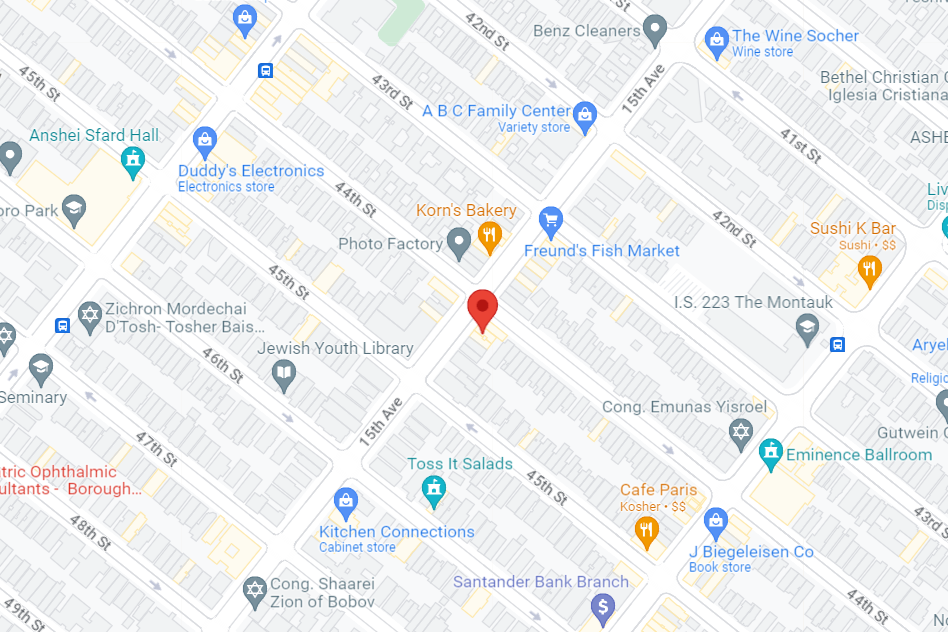 42nd St
Benz Cleaners
The Wine Socher
Wine store
45th St
43rd St
15th Ave
Bethel Christian
Iglesia Cristiana
A B C Family Center
Variety store
Anshei Sfard Hall
41st St
Duddy's Electronics
Electronics store
44th St
oro Park
Korn's Bakery
42nd St
Sushi K Bar
Sushi • $$
Photo Factory
Freund's Fish Market
45th St
I.S. 223 The Montauk
Zichron Mordechai
D'Tosh- Tosher Bais...
Jewish Youth Library
46th St
Seminary
15th Ave
Cong. Emunas Yisroel
47th St
Gutwein
Eminence Ballroom
tric Ophthalmic
ultants - Borough...
Toss It Salads
45th St
Cafe Paris
Kosher • $$
43rd S
48th St
Kitchen Connections
Cabinet store
J Biegeleisen Co
Book store
Santander Bank Branch
$
Cong. Shaarei
Zion of Bobov
44th St
49th St